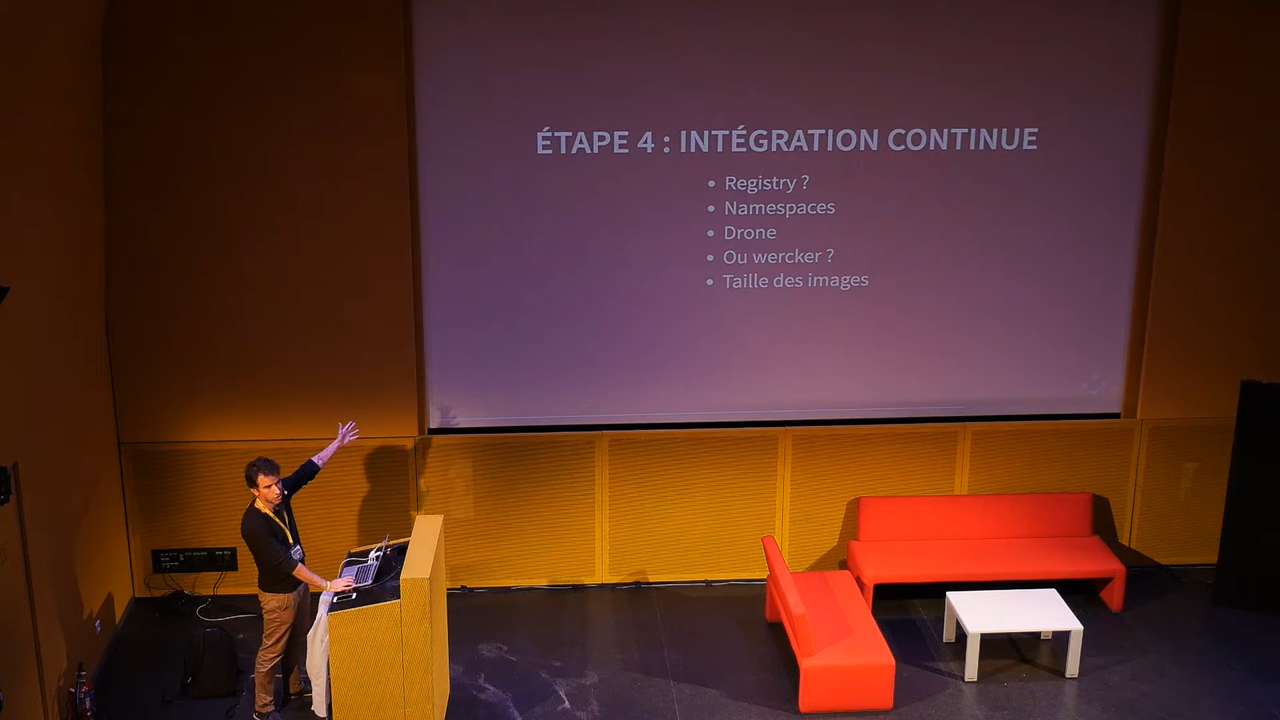 ÉTAPE 4 : INTÉGRATION CONTINUE
• Registry ?
• Namespaces
• Drone
• Ou wercker ?
• Taille des images